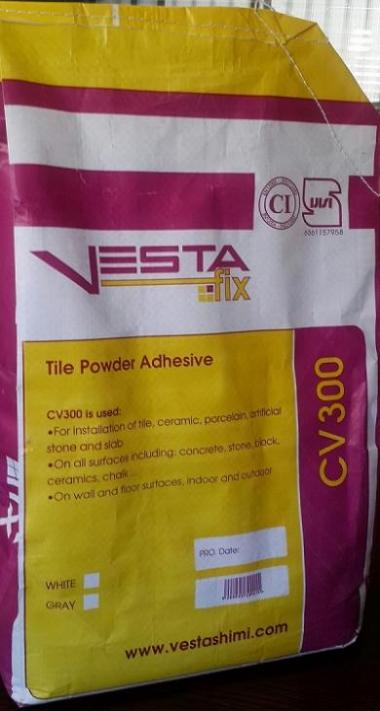 CI
6361157958
VESTA
fix
Tile Powder Adhesive
CV300 is used:
•For Installation of tile, ceramic, porcelain, artificial
stone and slab
•On all surfaces including: concrete, stone, block,
ceramics, chalk ...
•On wall and floor surfaces, indoor and outdoor
CV300
PRO. Date:
WHITE
GRAY
www.vestashimi.com